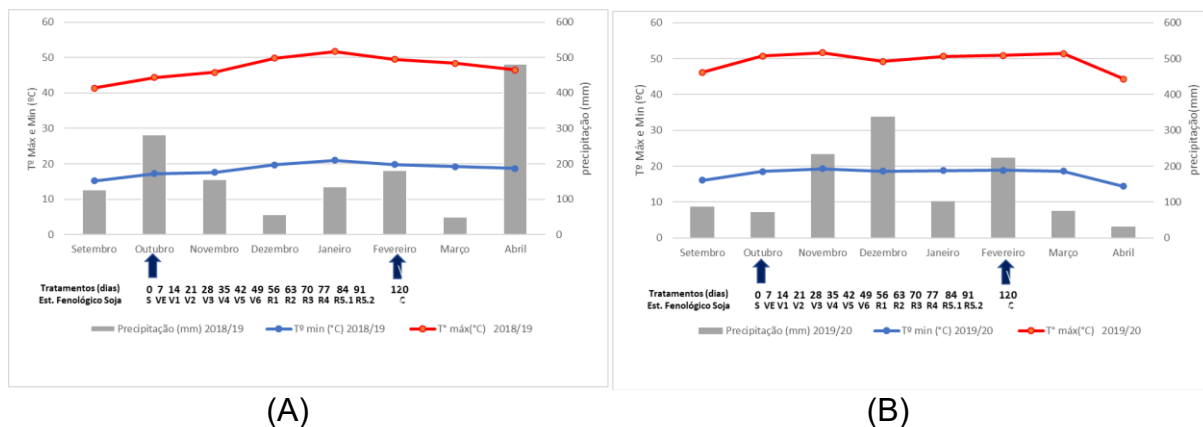 60
50
40
30
20
10
0
Tº Máx e Min (ºC)
600
500
400
300
200
100
0
precipitação (mm)
Setembro Outubro Novembro Dezembro Janeiro Fevereiro Março Abril
Tratamentos (dias) 0 7 14 21 28 35 42 49 56 63 70 77 84 91 120
Est. Fenológico Soja S VE V1 V2 V3 V4 V5 V6 R1 R2 R3 R4 R5.1 R5.2 C
Precipitação (mm) 2018/19 Tº min (°C) 2018/19 T° máx(°C) 2018/19
(A)
60
50
40
30
20
10
0
Tº Máx e Min (ºC)
600
500
400
300
200
100
0
precipitação(mm)
Setembro Outubro Novembro Dezembro Janeiro Fevereiro Março Abril
Tratamentos (dias) 0 7 14 21 28 35 42 49 56 63 70 77 84 91 120
Est. Fenológico Soja S VE V1 V2 V3 V4 V5 V6 R1 R2 R3 R4 R5.1 R5.2 C
Precipitação (mm) 2019/20 Tº min (°C) 2019/20 T° máx(°C) 2019/20
(B)